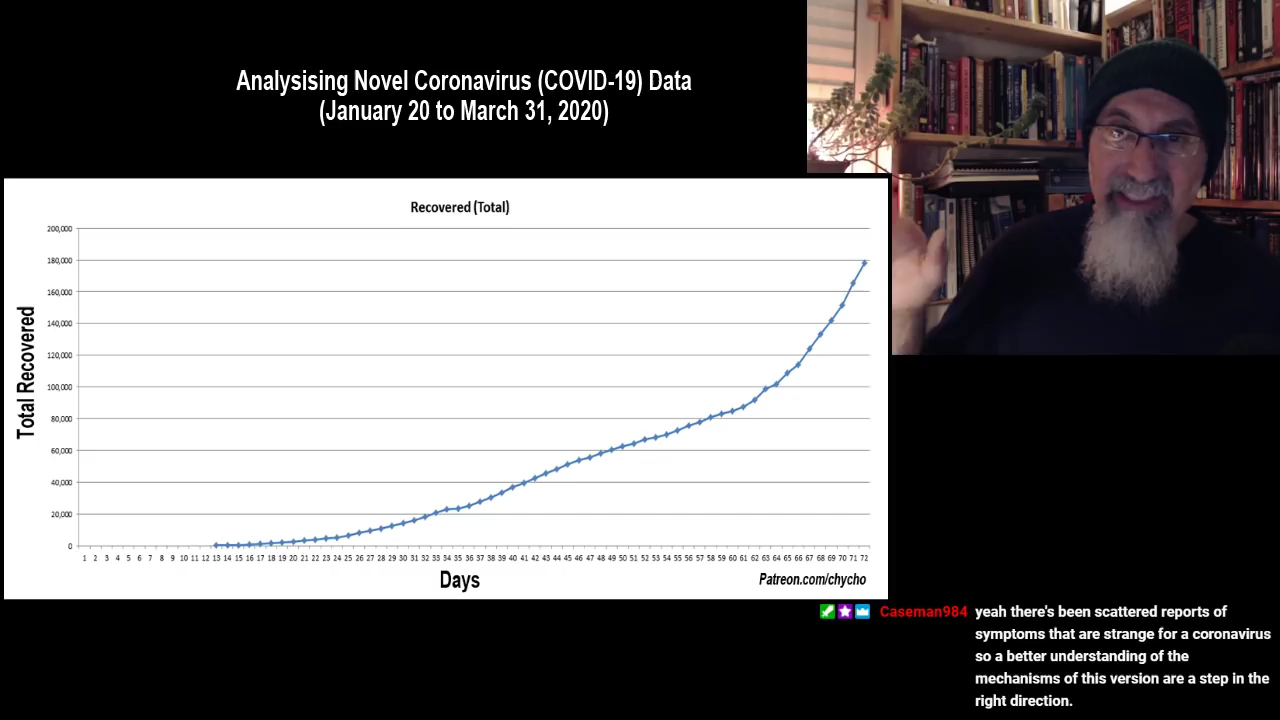 Analysising Novel Coronavirus (COVID-19) Data
(January 20 to March 31, 2020)
Recovered (Total)
Total Recovered
200,000
180,000
160,000
140,000
120,000
100,000
80,000
60,000
40,000
20,000
0
1 2 3 4 5 6 7 8 9 10 11 12 13 14 15 16 17 18 19 20 21 22 23 24 25 26 27 28 29 30 31 32 33 34 35 36 37 38 39 40 41 42 43 44 45 46 47 48 49 50 51 52 53 54 55 56 57 58 59 60 61 62 63 64 65 66 67 68 69 70 71 72
Days
Patreon.com/chycho
Caseman984 yeah there's been scattered reports of
symptoms that are strange for a coronavirus
so a better understanding of the
mechanisms of this version are a step in the
right direction.